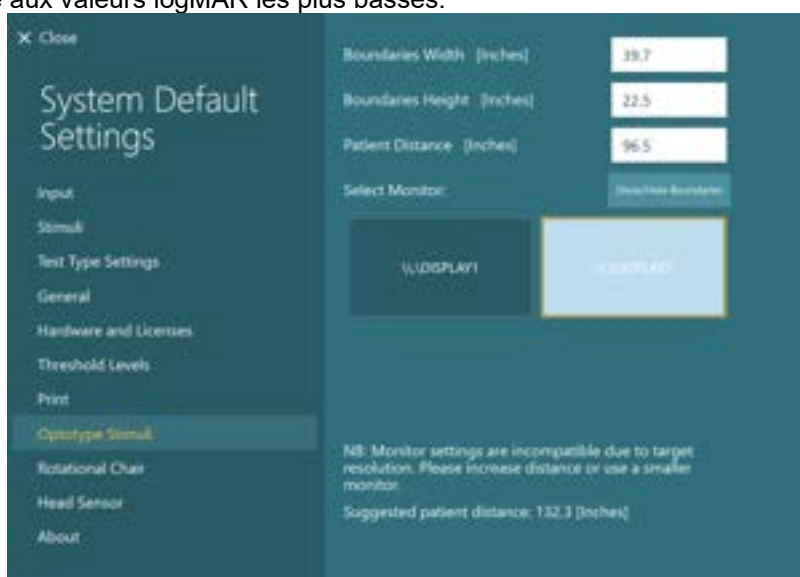 aux valeurs logMAR les plus basses.
Close
System Default
Settings
Input
Stimuli
Test Type Settings
General
Hardware and Licenses
Threshold Levels
Print
Optotype Stimuli
Rotational Chair
Head Sensor
About
Boundaries Width [Inches]
39.7
Boundaries Height [Inches]
22.5
Patient Distance [Inches]
96.5
Select Monitor:
Show/Hide Boundaries
\\.\DISPLAY1
NB: Monitor settings are incompatible due to target
resolution. Please increase distance or use a smaller
monitor.
Suggested patient distance: 132.3 [Inches]